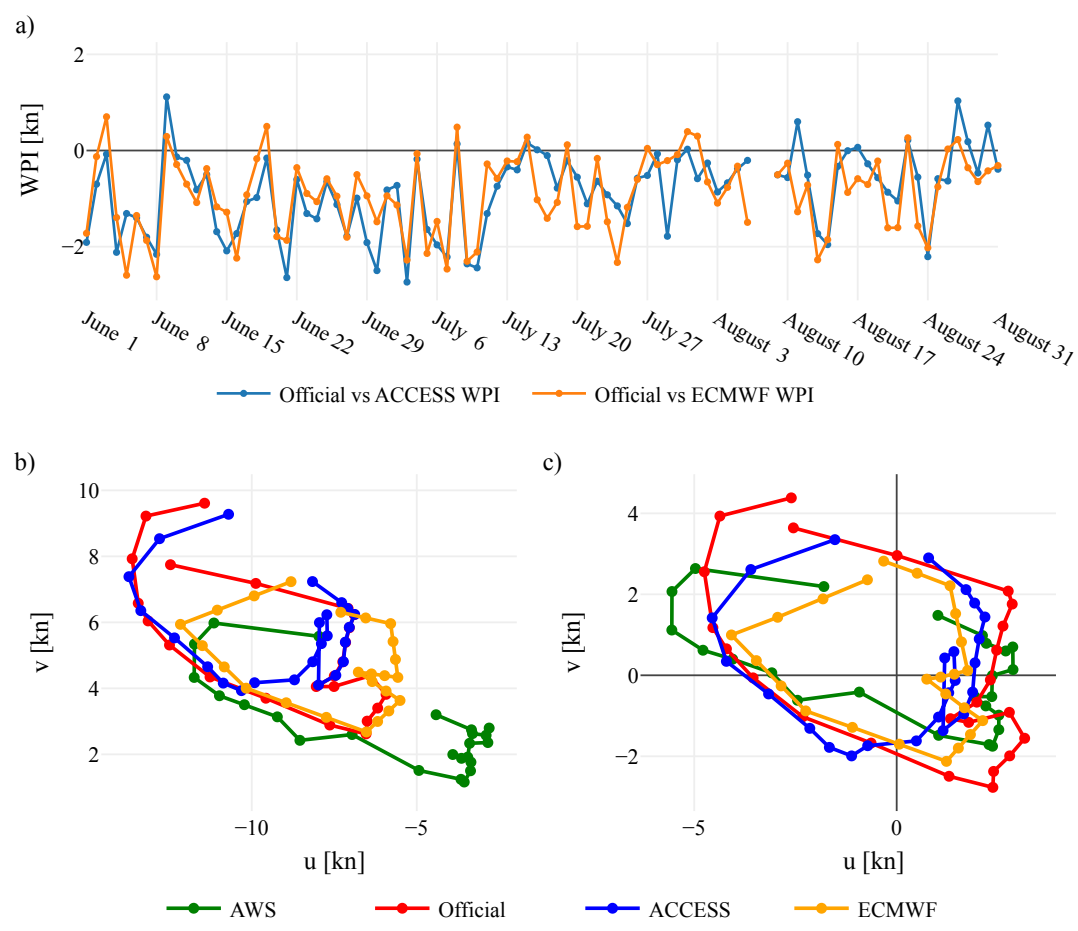 a)
WPI [kn]
2
0
−2
June 1
June 8
June 15
June 22
June 29
July 6
July 13
July 20
July 27
August 3
August 10
August 17
August 24
August 31
Official vs ACCESS WPI
Official vs ECMWF WPI
b)
v [kn]
10
8
6
4
2
−10
−5
u [kn]
c)
v [kn]
4
2
0
−2
−5
0
u [kn]
AWS
Official
ACCESS
ECMWF